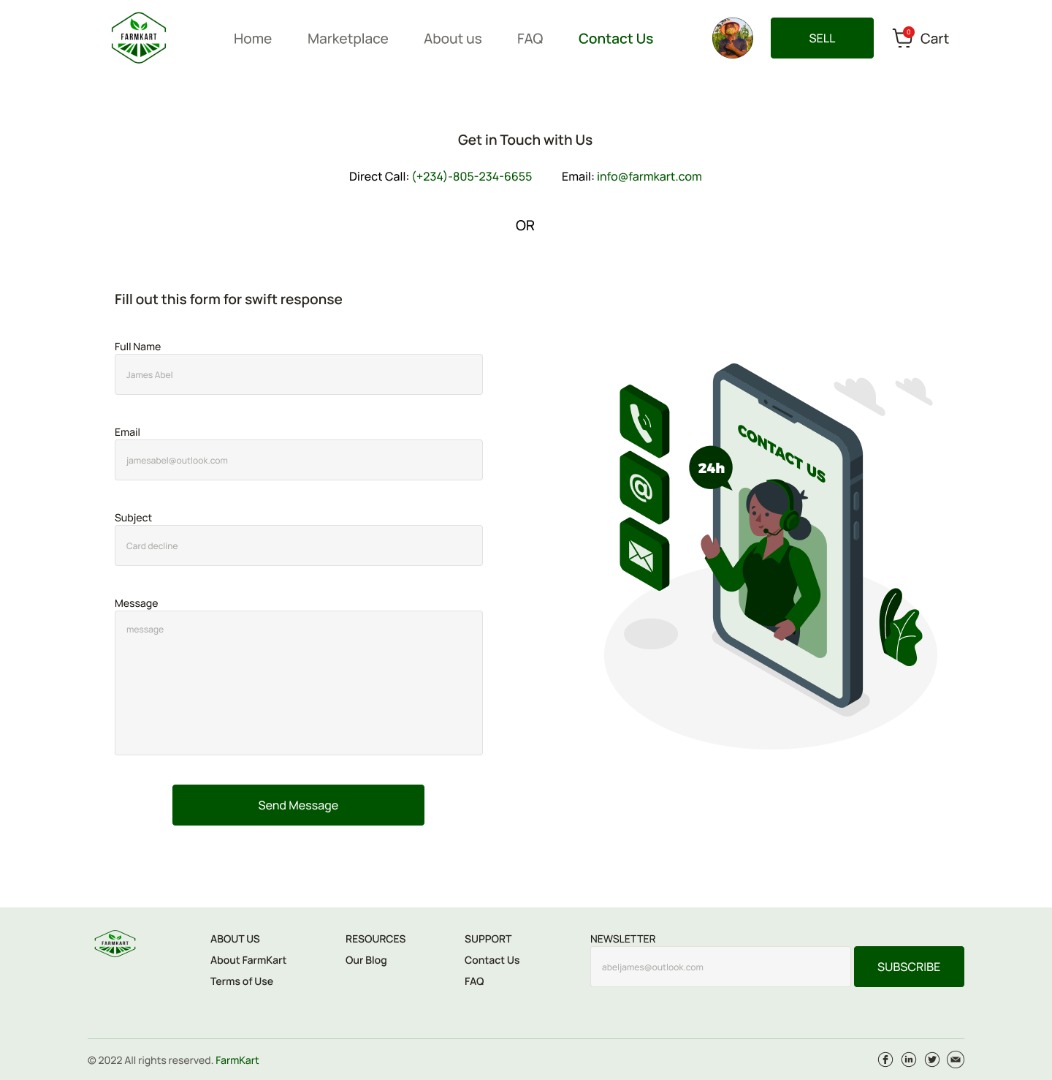 FARMKART
Home Marketplace About us FAQ Contact Us SELL 0 Cart
Get in Touch with Us
Direct Call: (+234)-805-234-6655 Email: info@farmkart.com
OR
Fill out this form for swift response
Full Name
James Abel
Email
jamesabel@outlook.com
Subject
Card decline
Message
message
Send Message
CONTACT US
24h
FARMKART
ABOUT US
About FarmKart
Terms of Use
RESOURCES
Our Blog
SUPPORT
Contact Us
FAQ
NEWSLETTER
abeljames@outlook.com
SUBSCRIBE
© 2022 All rights reserved. FarmKart